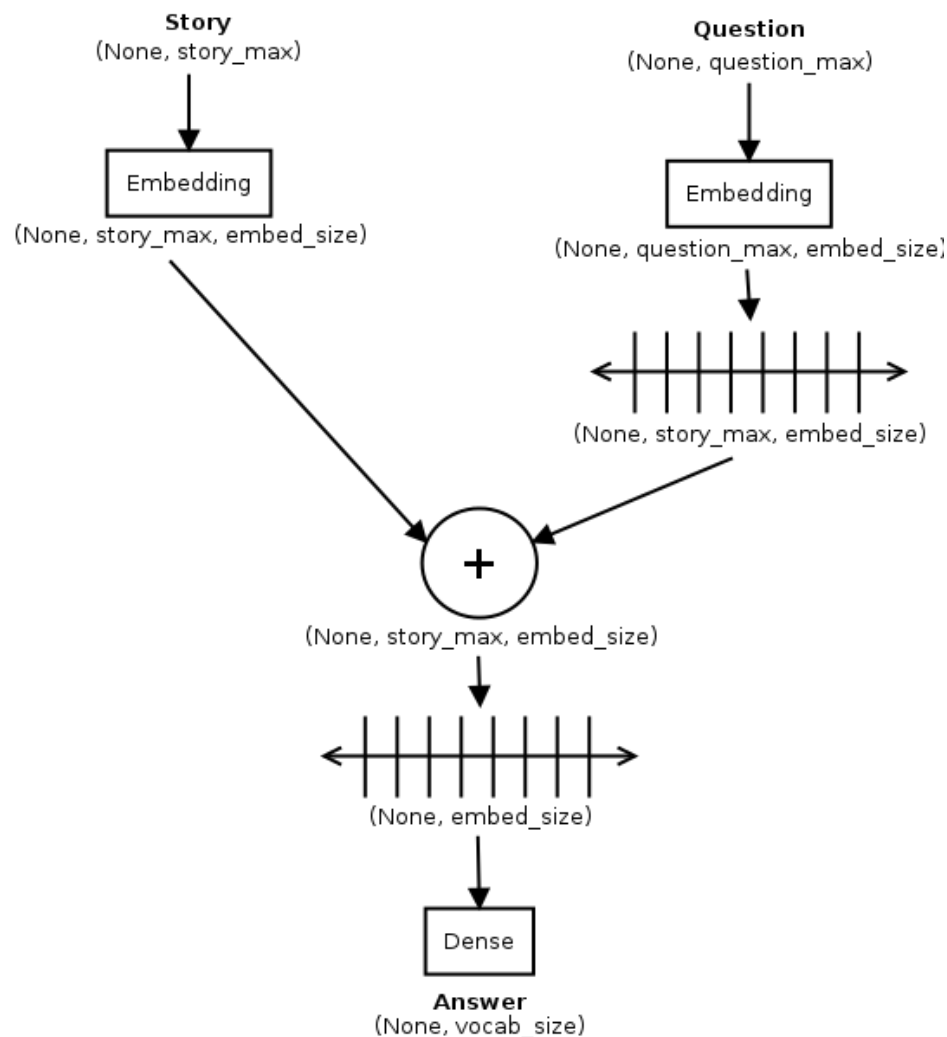 Story
(None, story_max)
Embedding
(None, story_max, embed_size)
Question
(None, question_max)
Embedding
(None, question_max, embed_size)
(None, story_max, embed_size)
+
(None, story_max, embed_size)
(None, embed_size)
Dense
Answer
(None, vocab_size)